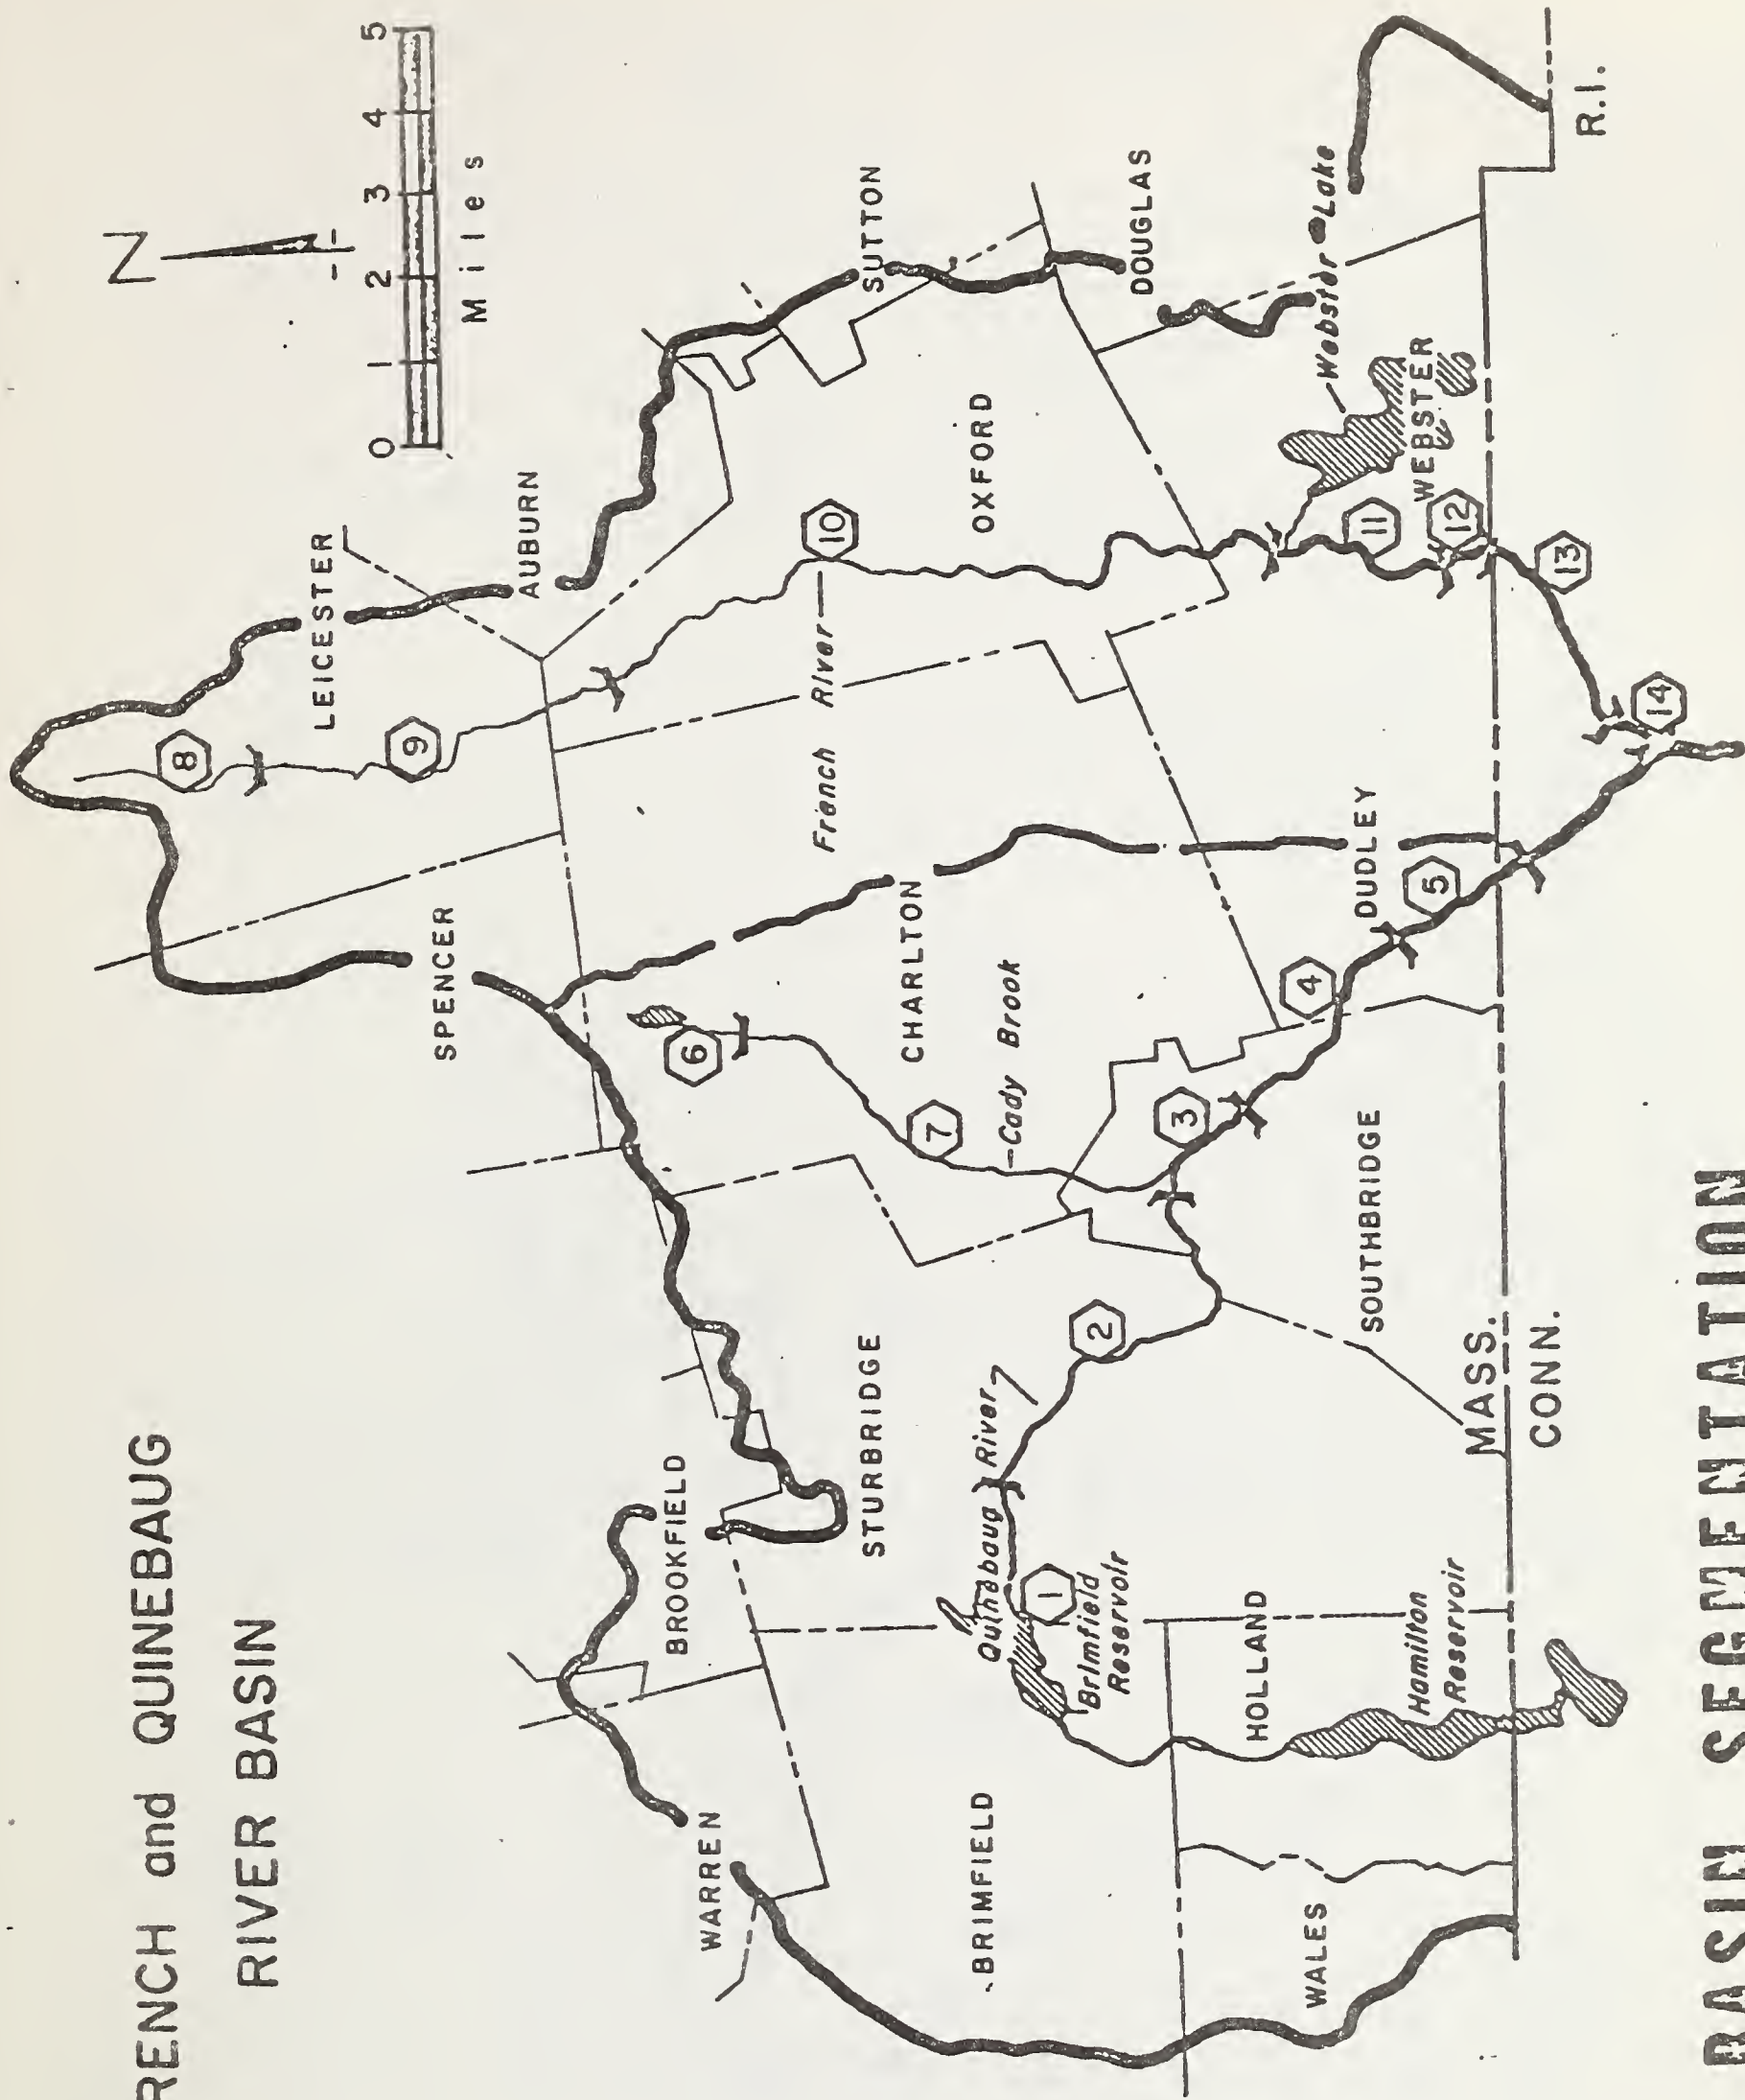 RENCH and QUINEBAUG
RIVER BASIN
N
0 1 2 3 4 5
Miles
LEICESTER
AUBURN
SPENCER
SUTTON
WARREN
BROOKFIELD
STURBRIDGE
CHARLTON
French River
OXFORD
DOUGLAS
BRIMFIELD
Quinebaug River
Cady Brook
Brimfield
Reservoir
Webster Lake
WEBSTER
DUDLEY
HOLLAND
WALES
SOUTHBRIDGE
Hamilton
Reservoir
MASS.
CONN.
R.I.
1
2
3
4
5
6
7
8
9
10
11
12
13
14
BASIN SEGMENTATION